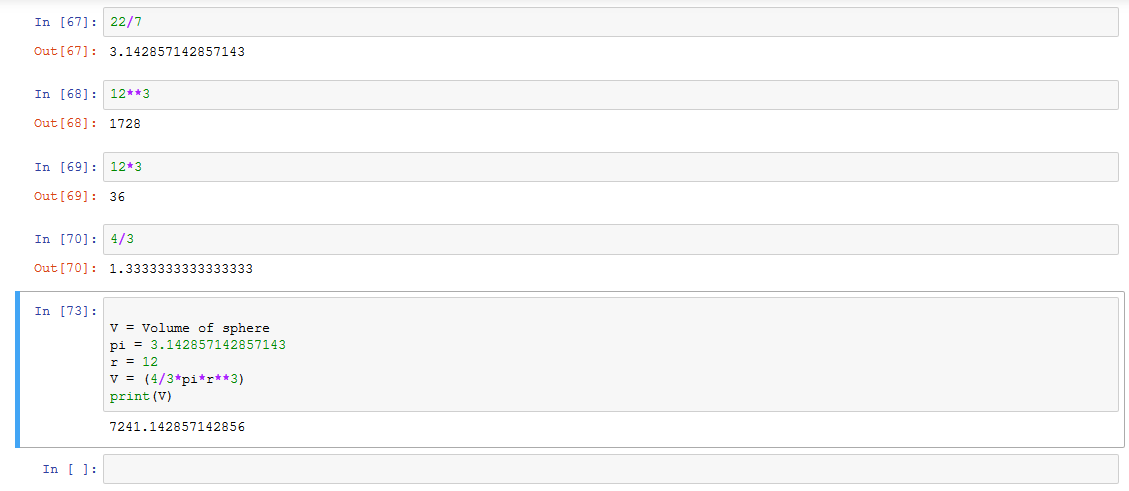 In [67]: 22/7
Out[67]: 3.142857142857143
In [68]: 12**3
Out[68]: 1728
In [69]: 12*3
Out[69]: 36
In [70]: 4/3
Out[70]: 1.3333333333333333
In [73]:
V = Volume of sphere
pi = 3.142857142857143
r = 12
V = (4/3*pi*r**3)
print(V)
7241.142857142856
In [ ]: